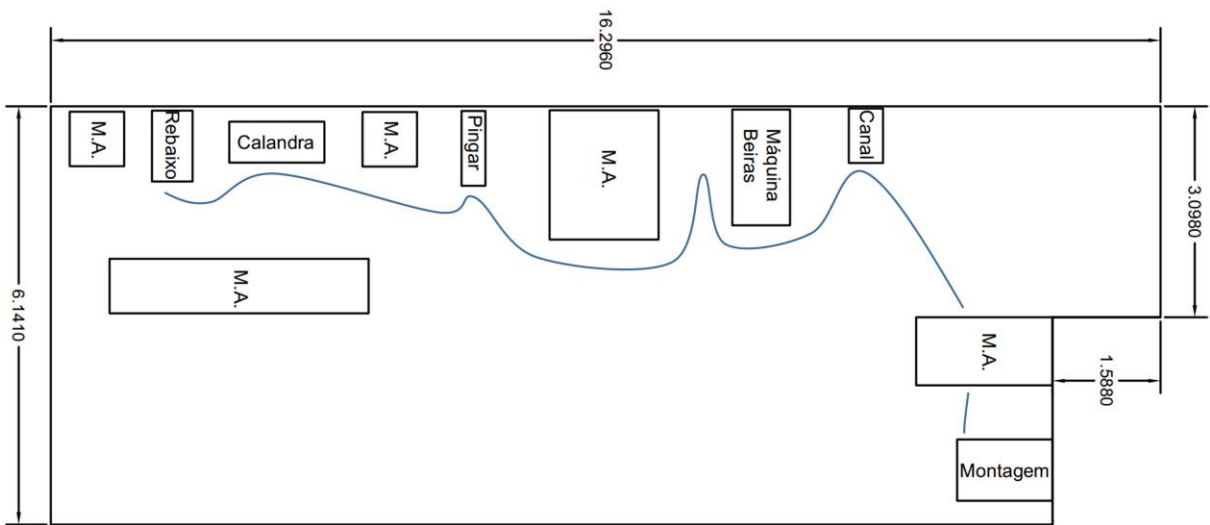 16.2960
M.A.
Rebaixo
Calandra
M.A.
Pingar
M.A.
Máquina
Beiras
Canal
3.0980
6.1410
M.A.
M.A.
1.5880
Montagem